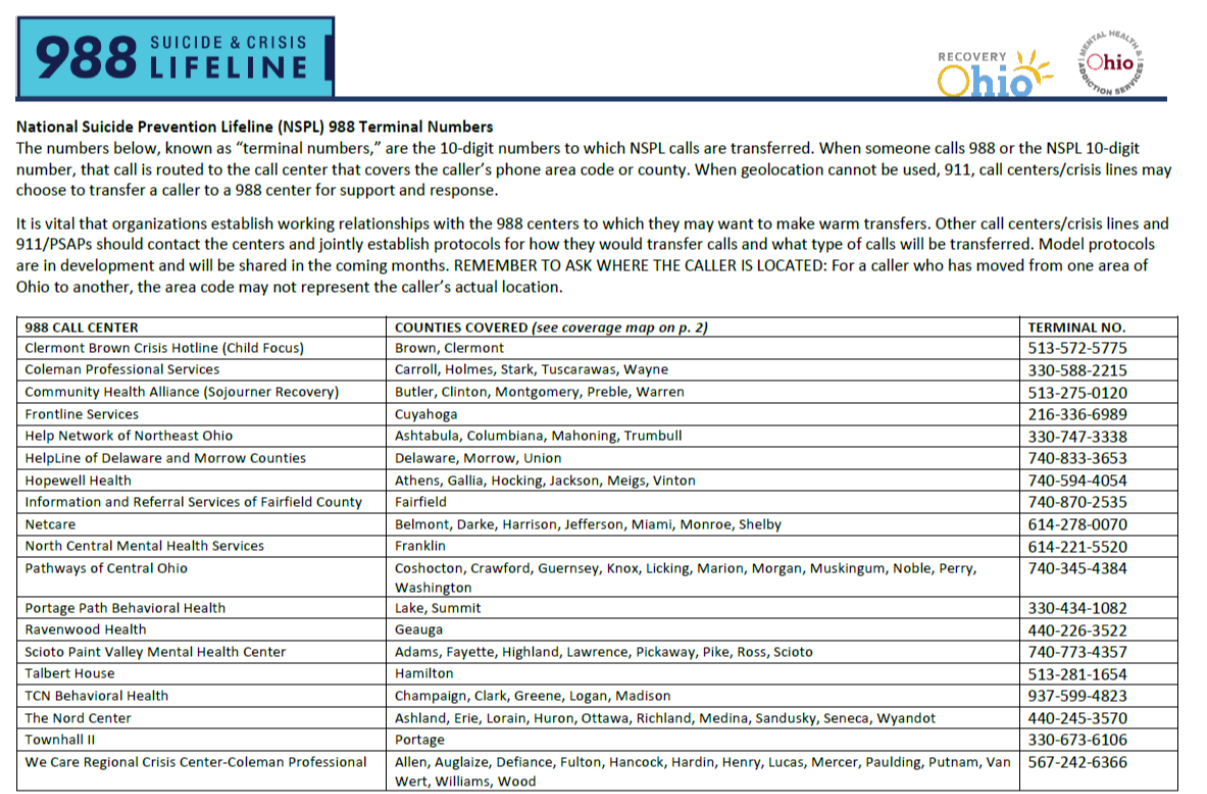 988 SUICIDE & CRISIS
LIFELINE
RECOVERY
Ohio
MENTAL HEALTH & ADDICTION SERVICES
Ohio
National Suicide Prevention Lifeline (NSPL) 988 Terminal Numbers
The numbers below, known as “terminal numbers,” are the 10-digit numbers to which NSPL calls are transferred. When someone calls 988 or the NSPL 10-digit
number, that call is routed to the call center that covers the caller’s phone area code or county. When geolocation cannot be used, 911, call centers/crisis lines may
choose to transfer a caller to a 988 center for support and response.
It is vital that organizations establish working relationships with the 988 centers to which they may want to make warm transfers. Other call centers/crisis lines and
911/PSAPs should contact the centers and jointly establish protocols for how they would transfer calls and what type of calls will be transferred. Model protocols
are in development and will be shared in the coming months. REMEMBER TO ASK WHERE THE CALLER IS LOCATED: For a caller who has moved from one area of
Ohio to another, the area code may not represent the caller’s actual location.
988 CALL CENTER COUNTIES COVERED (see coverage map on p. 2) TERMINAL NO.
Clermont Brown Crisis Hotline (Child Focus) Brown, Clermont 513-572-5775
Coleman Professional Services Carroll, Holmes, Stark, Tuscarawas, Wayne 330-588-2215
Community Health Alliance (Sojourner Recovery) Butler, Clinton, Montgomery, Preble, Warren 513-275-0120
Frontline Services Cuyahoga 216-336-6989
Help Network of Northeast Ohio Ashtabula, Columbiana, Mahoning, Trumbull 330-747-3338
HelpLine of Delaware and Morrow Counties Delaware, Morrow, Union 740-833-3653
Hopewell Health Athens, Gallia, Hocking, Jackson, Meigs, Vinton 740-594-4054
Information and Referral Services of Fairfield County Fairfield 740-870-2535
Netcare Belmont, Darke, Harrison, Jefferson, Miami, Monroe, Shelby 614-278-0070
North Central Mental Health Services Franklin 614-221-5520
Pathways of Central Ohio Coshocton, Crawford, Guernsey, Knox, Licking, Marion, Morgan, Muskingum, Noble, Perry, 740-345-4384
Washington
Portage Path Behavioral Health Lake, Summit 330-434-1082
Ravenwood Health Geauga 440-226-3522
Scioto Paint Valley Mental Health Center Adams, Fayette, Highland, Lawrence, Pickaway, Pike, Ross, Scioto 740-773-4357
Talbert House Hamilton 513-281-1654
TCN Behavioral Health Champaign, Clark, Greene, Logan, Madison 937-599-4823
The Nord Center Ashland, Erie, Lorain, Huron, Ottawa, Richland, Medina, Sandusky, Seneca, Wyandot 440-245-3570
Townhall II Portage 330-673-6106
We Care Regional Crisis Center-Coleman Professional Allen, Auglaize, Defiance, Fulton, Hancock, Hardin, Henry, Lucas, Mercer, Paulding, Putnam, Van 567-242-6366
Wert, Williams, Wood